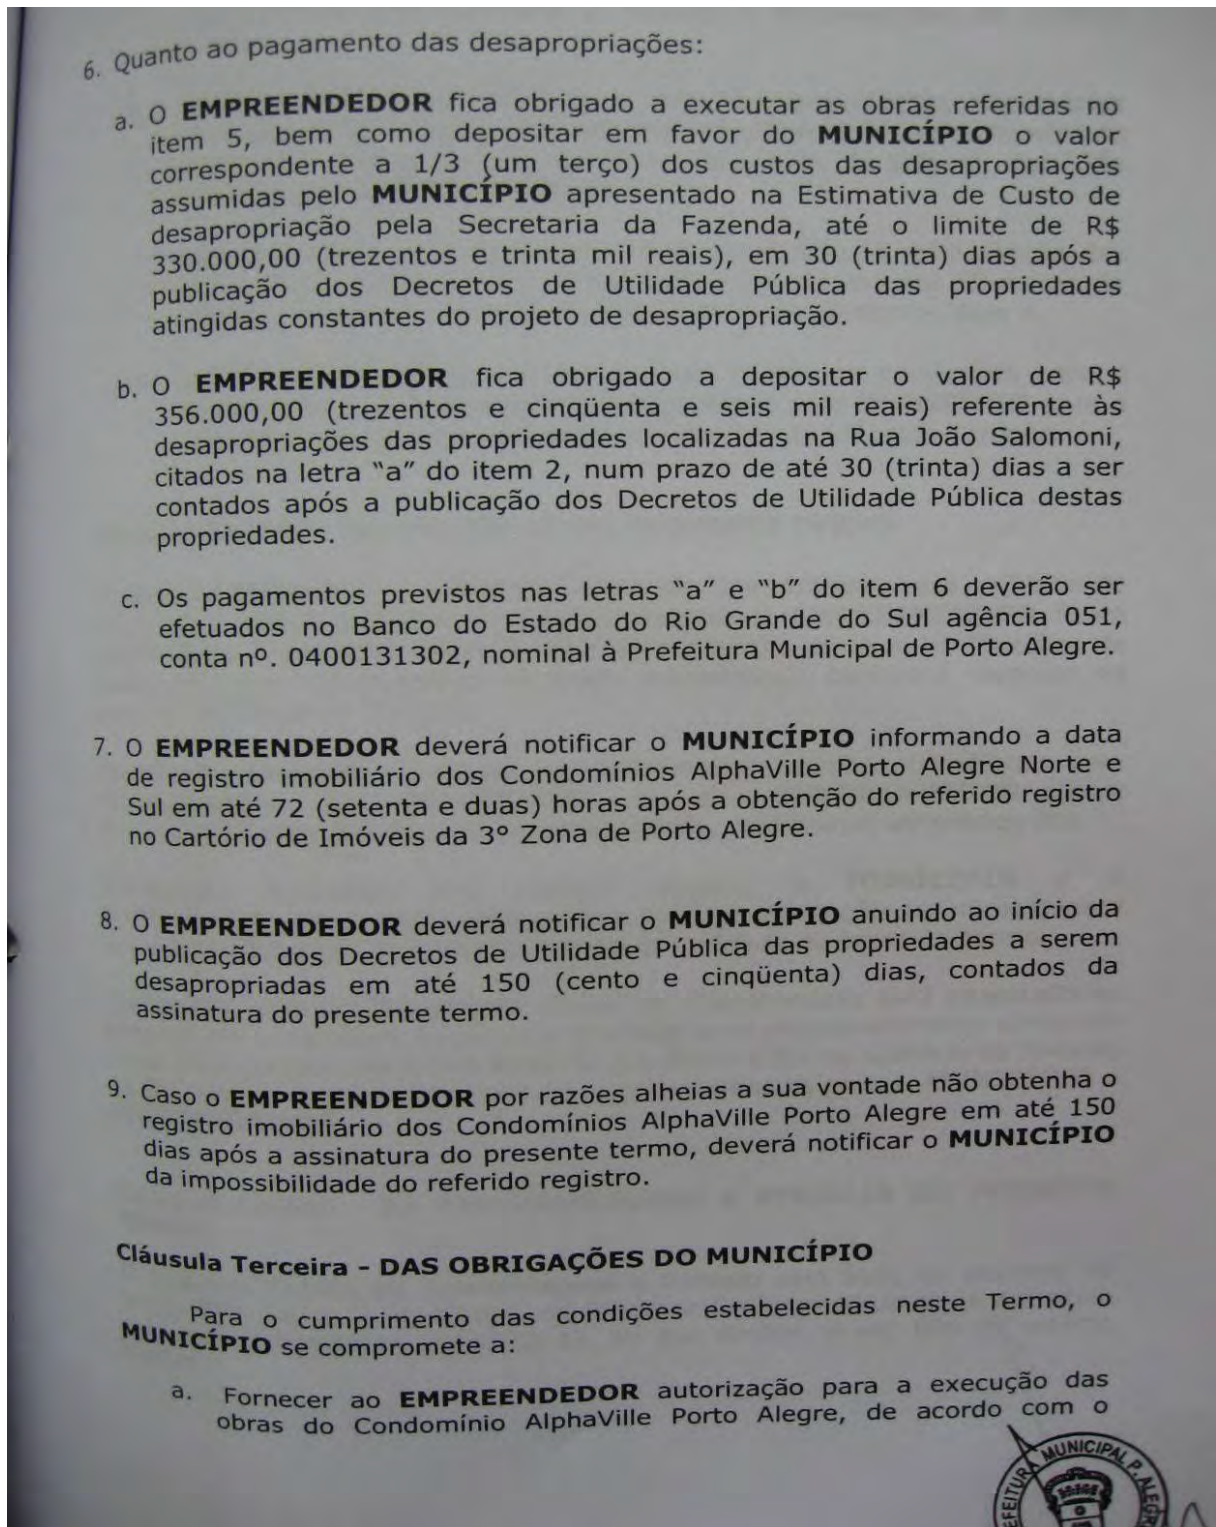 6. Quanto ao pagamento das desapropriações:
a. O EMPREENDEDOR fica obrigado a executar as obras referidas no
item 5, bem como depositar em favor do MUNICÍPIO o valor
correspondente a 1/3 (um terço) dos custos das desapropriações
assumidas pelo MUNICÍPIO apresentado na Estimativa de Custo de
desapropriação pela Secretaria da Fazenda, até o limite de R$
330.000,00 (trezentos e trinta mil reais), em 30 (trinta) dias após a
publicação dos Decretos de Utilidade Pública das propriedades
atingidas constantes do projeto de desapropriação.
b. O EMPREENDEDOR fica obrigado a depositar o valor de R$
356.000,00 (trezentos e cinqüenta e seis mil reais) referente às
desapropriações das propriedades localizadas na Rua João Salomoni,
citados na letra "a" do item 2, num prazo de até 30 (trinta) dias a ser
contados após a publicação dos Decretos de Utilidade Pública destas
propriedades.
c. Os pagamentos previstos nas letras "a" e "b" do item 6 deverão ser
efetuados no Banco do Estado do Rio Grande do Sul agência 051,
conta nº. 0400131302, nominal à Prefeitura Municipal de Porto Alegre.
7. O EMPREENDEDOR deverá notificar o MUNICÍPIO informando a data
de registro imobiliário dos Condomínios AlphaVille Porto Alegre Norte e
Sul em até 72 (setenta e duas) horas após a obtenção do referido registro
no Cartório de Imóveis da 3º Zona de Porto Alegre.
8. O EMPREENDEDOR deverá notificar o MUNICÍPIO anuindo ao início da
publicação dos Decretos de Utilidade Pública das propriedades a serem
desapropriadas em até 150 (cento e cinqüenta) dias, contados da
assinatura do presente termo.
9. Caso o EMPREENDEDOR por razões alheias a sua vontade não obtenha o
registro imobiliário dos Condomínios AlphaVille Porto Alegre em até 150
dias após a assinatura do presente termo, deverá notificar o MUNICÍPIO
da impossibilidade do referido registro.
Cláusula Terceira - DAS OBRIGAÇÕES DO MUNICÍPIO
Para o cumprimento das condições estabelecidas neste Termo, o
MUNICÍPIO se compromete a:
a. Fornecer ao EMPREENDEDOR autorização para a execução das
obras do Condomínio AlphaVille Porto Alegre, de acordo com o
MUNICIPAL P.